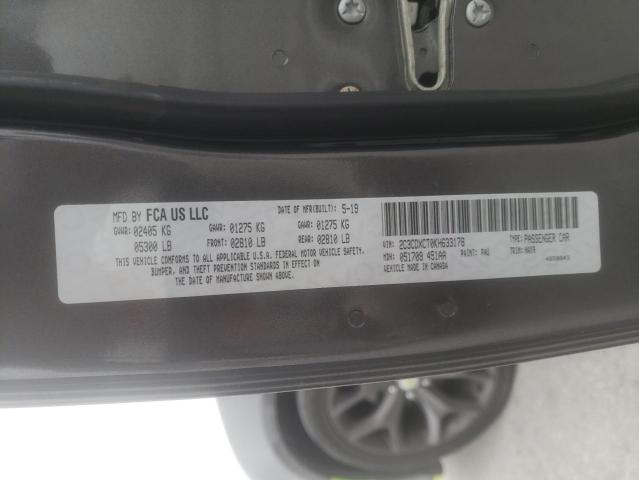 MFD BY FCA US LLC DATE OF MFR(BUILT): 5-19
GVWR: 02405 KG GAWR: 01275 KG GAWR: 01275 KG
05300 LB FRONT: 02810 LB REAR: 02810 LB
THIS VEHICLE CONFORMS TO ALL APPLICABLE U.S.A. FEDERAL MOTOR VEHICLE SAFETY,
BUMPER, AND THEFT PREVENTION STANDARDS IN EFFECT ON
THE DATE OF MANUFACTURE SHOWN ABOVE.
VIN: 2C3CDXCT0KH633178 TYPE: PASSENGER CAR
MDH: 051709 451AA PAINT: PAU TRIM:
VEHICLE MADE IN CANADA